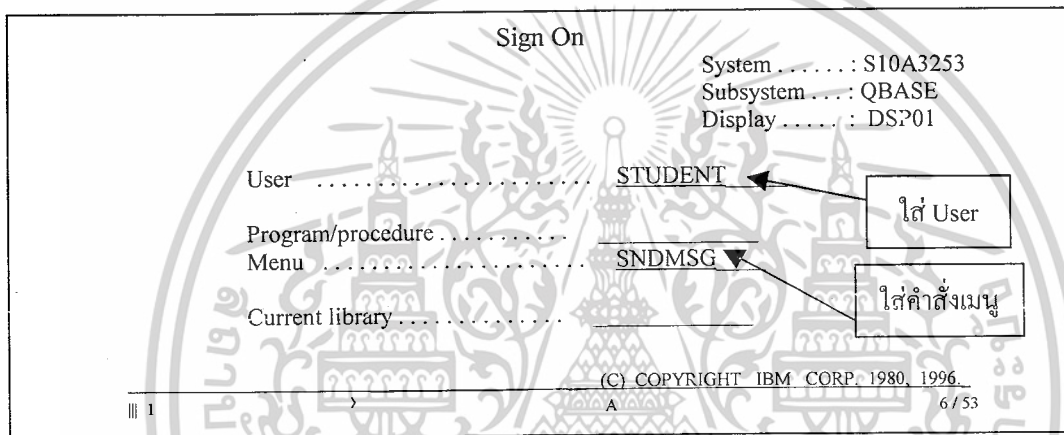 Sign On
System . . . . . . : S10A3253
Subsystem . . . : QBASE
Display . . . . . : DSP01
User . . . . . . . . . . . . . . . . . . . . . . STUDENT
ใส่ User
Program/procedure . . . . . . . . . . .
Menu . . . . . . . . . . . . . . . . . . . . . SNDMSG
ใส่คำสั่งเมนู
Current library . . . . . . . . . . . . . .
(C) COPYRIGHT IBM CORP. 1980, 1996.
1 › A 6 / 53